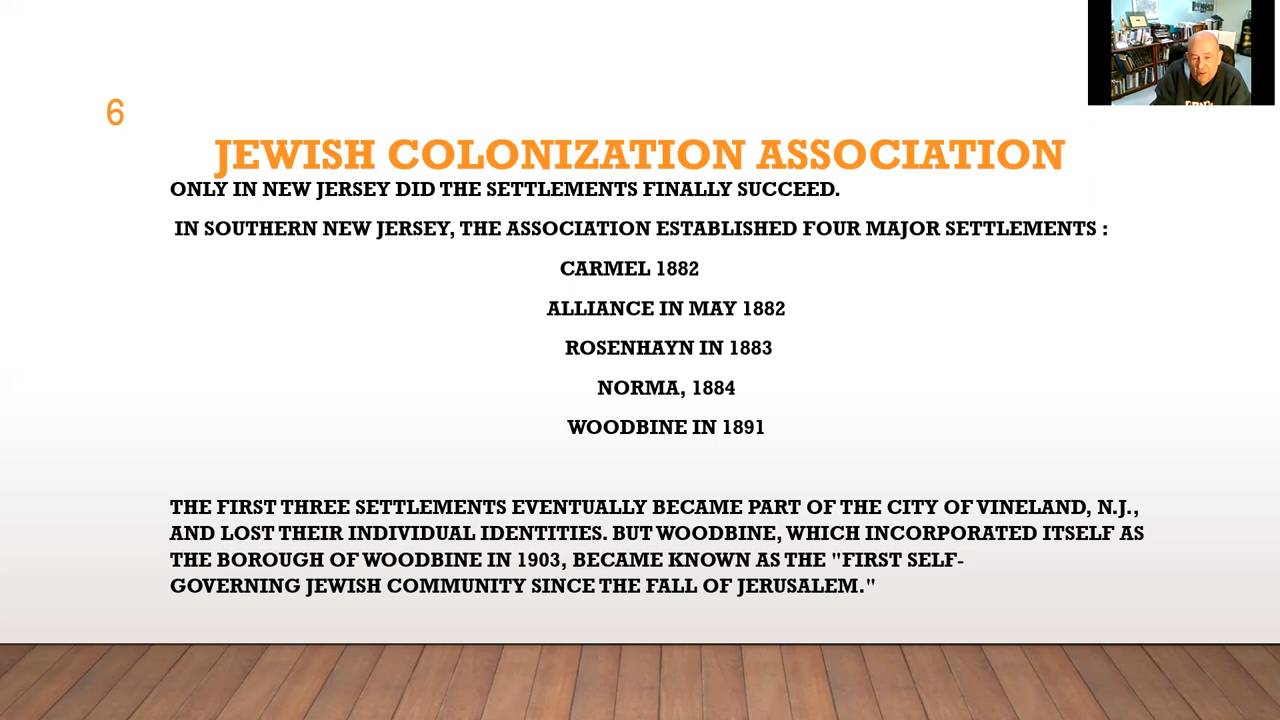 6
JEWISH COLONIZATION ASSOCIATION
ONLY IN NEW JERSEY DID THE SETTLEMENTS FINALLY SUCCEED.
IN SOUTHERN NEW JERSEY, THE ASSOCIATION ESTABLISHED FOUR MAJOR SETTLEMENTS :
CARMEL 1882
ALLIANCE IN MAY 1882
ROSENHAYN IN 1883
NORMA, 1884
WOODBINE IN 1891
THE FIRST THREE SETTLEMENTS EVENTUALLY BECAME PART OF THE CITY OF VINELAND, N.J.,
AND LOST THEIR INDIVIDUAL IDENTITIES. BUT WOODBINE, WHICH INCORPORATED ITSELF AS
THE BOROUGH OF WOODBINE IN 1903, BECAME KNOWN AS THE "FIRST SELF-
GOVERNING JEWISH COMMUNITY SINCE THE FALL OF JERUSALEM."